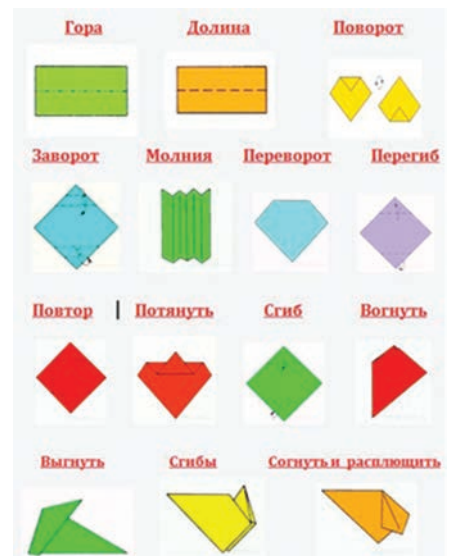 Гора Долина Поворот
Заворот Молния Переворот Перегиб
Повтор Потянуть Сгиб Вогнуть
Выгнуть Сгибы Согнуть и расплющить